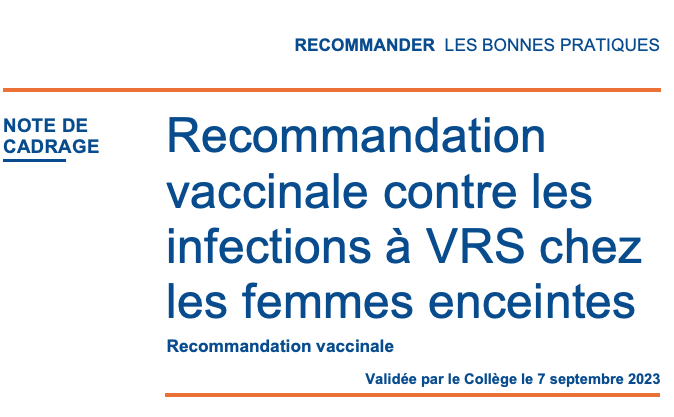 RECOMMANDER LES BONNES PRATIQUES
NOTE DE
CADRAGE
Recommandation
vaccinale contre les
infections à VRS chez
les femmes enceintes
Recommandation vaccinale
Validée par le Collège le 7 septembre 2023